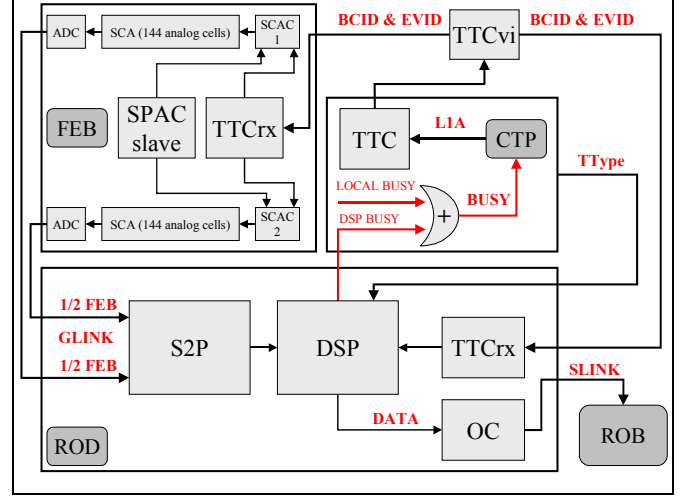 ADC
SCA (144 analog cells)
SCAC
1
BCID & EVID
TTCvi
BCID & EVID
FEB
SPAC
slave
TTCrx
TTC
L1A
CTP
TType
LOCAL BUSY
DSP BUSY
+
BUSY
ADC
SCA (144 analog cells)
SCAC
2
1/2 FEB
GLINK
1/2 FEB
S2P
DSP
TTCrx
SLINK
DATA
OC
ROB
ROD